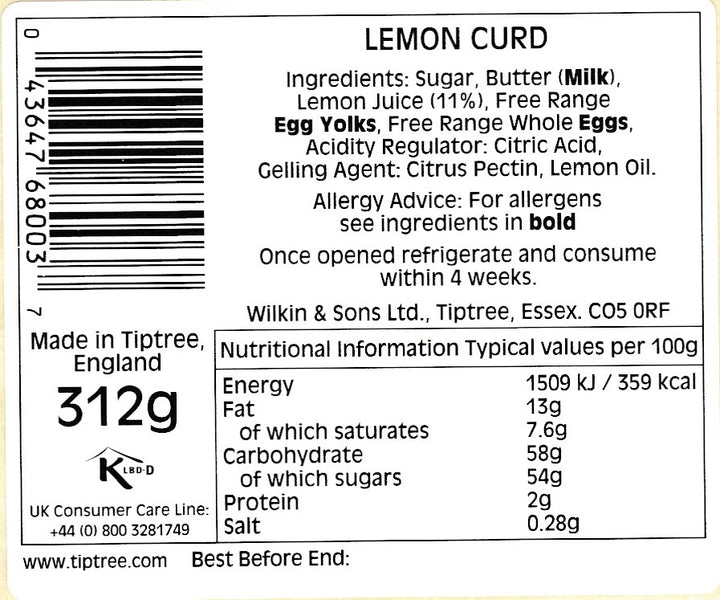 LEMON CURD
Ingredients: Sugar, Butter (Milk),
Lemon Juice (11%), Free Range
Egg Yolks, Free Range Whole Eggs,
Acidity Regulator: Citric Acid,
Gelling Agent: Citrus Pectin, Lemon Oil.
Allergy Advice: For allergens
see ingredients in bold
Once opened refrigerate and consume
within 4 weeks.
Wilkin & Sons Ltd., Tiptree, Essex. CO5 0RF
0 43647 68003 7
Made in Tiptree,
England
312g
KLBD-D
UK Consumer Care Line:
+44 (0) 800 3281749
Nutritional Information Typical values per 100g
Energy 1509 kJ / 359 kcal
Fat 13g
of which saturates 7.6g
Carbohydrate 58g
of which sugars 54g
Protein 2g
Salt 0.28g
www.tiptree.com Best Before End: